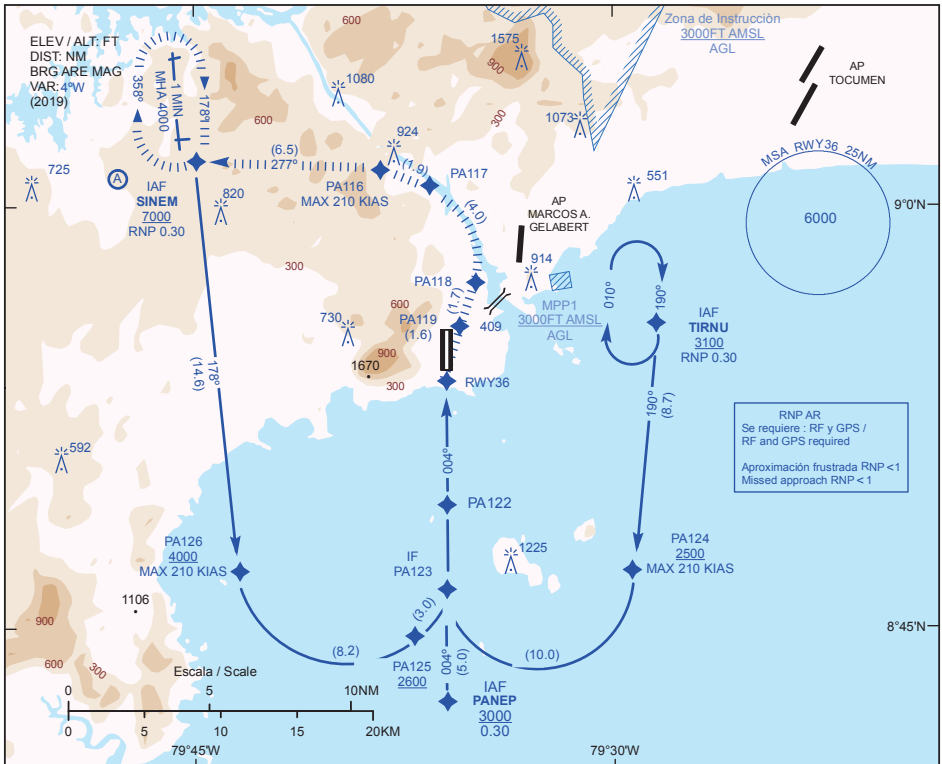 ELEV / ALT: FT
DIST: NM
BRG ARE MAG
VAR: 4°W
(2019)
358°
1 MIN
MHA 4000
178°
600
1575
900
1080
600
300
Zona de Instrucción
3000FT AMSL
AGL
1073
AP
TOCUMEN
MSA RWY36 25NM
6000
725
A
IAF
SINEM
7000
RNP 0.30
820
(6.5)
277°
924
(1.9)
PA116
MAX 210 KIAS
PA117
(4.0)
551
9°0'N
AP
MARCOS A.
GELABERT
914
300
PA118
MPP1
3000FT AMSL
AGL
010°
190°
IAF
TIRNU
3100
RNP 0.30
600
PA119
(1.6)
(1.7)
409
730
900
1670
300
RWY36
178°
(14.6)
190°
(8.7)
RNP AR
Se requiere : RF y GPS /
RF and GPS required
Aproximación frustrada RNP <1
Missed approach RNP < 1
592
004°
PA122
PA126
4000
MAX 210 KIAS
IF
PA123
1225
PA124
2500
MAX 210 KIAS
1106
(3.0)
8°45'N
900
600
300
(8.2)
PA125
2600
004°
(5.0)
(10.0)
IAF
PANEP
3000
0.30
Escala / Scale
0 5 10NM
0 5 10 15 20KM
79°45'W
79°30'W